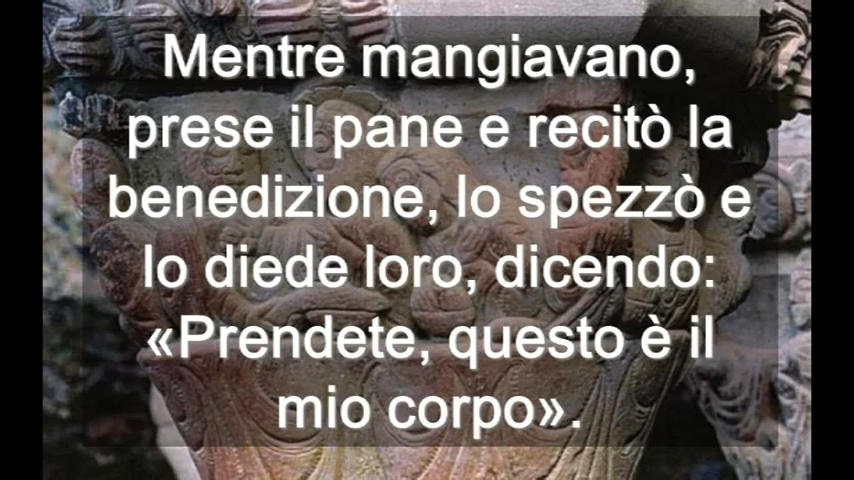 Mentre mangiavano,
prese il pane e recitò la
benedizione, lo spezzò e
lo diede loro, dicendo:
«Prendete, questo è il
mio corpo».